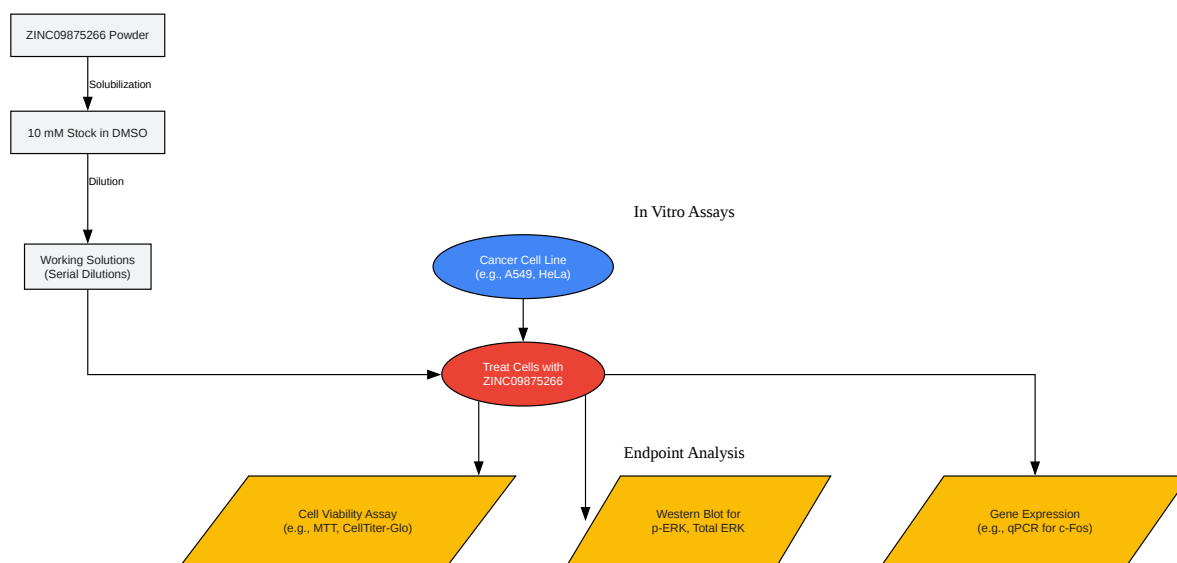 ZINC09875266 Powder
Solubilization
10 mM Stock in DMSO
Dilution
Working Solutions
(Serial Dilutions)
In Vitro Assays
Cancer Cell Line
(e.g., A549, HeLa)
Treat Cells with
ZINC09875266
Endpoint Analysis
Cell Viability Assay
(e.g., MTT, CellTiter-Glo)
Western Blot for
p-ERK, Total ERK
Gene Expression
(e.g., qPCR for c-Fos)